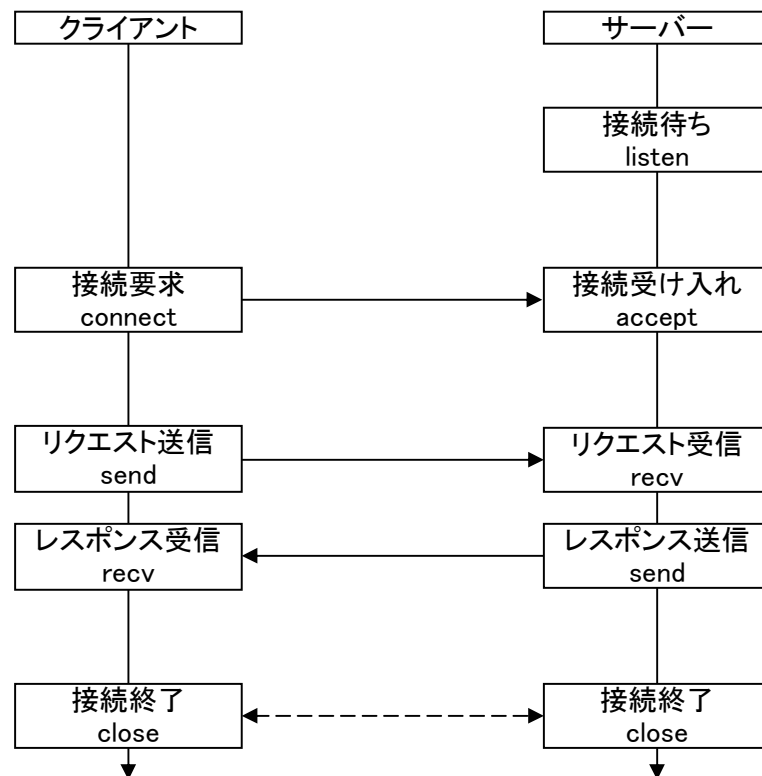 クライアント
サーバー
接続待ち
listen
接続要求
connect
接続受け入れ
accept
リクエスト送信
send
リクエスト受信
recv
レスポンス受信
recv
レスポンス送信
send
接続終了
close
接続終了
close